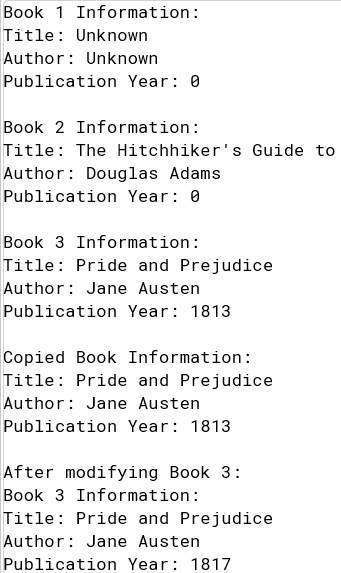 Book 1 Information:
Title: Unknown
Author: Unknown
Publication Year: 0
Book 2 Information:
Title: The Hitchhiker's Guide to
Author: Douglas Adams
Publication Year: 0
Book 3 Information:
Title: Pride and Prejudice
Author: Jane Austen
Publication Year: 1813
Copied Book Information:
Title: Pride and Prejudice
Author: Jane Austen
Publication Year: 1813
After modifying Book 3:
Book 3 Information:
Title: Pride and Prejudice
Author: Jane Austen
Publication Year: 1817